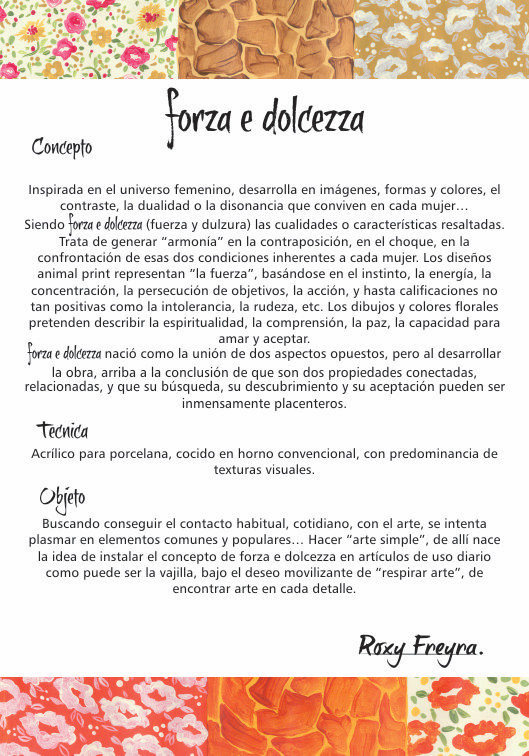 forza e dolcezza
Concepto
Inspirada en el universo femenino, desarrolla en imágenes, formas y colores, el
contraste, la dualidad o la disonancia que conviven en cada mujer…
Siendo forza e dolcezza (fuerza y dulzura) las cualidades o características resaltadas.
Trata de generar “armonía” en la contraposición, en el choque, en la
confrontación de esas dos condiciones inherentes a cada mujer. Los diseños
animal print representan “la fuerza”, basándose en el instinto, la energía, la
concentración, la persecución de objetivos, la acción, y hasta calificaciones no
tan positivas como la intolerancia, la rudeza, etc. Los dibujos y colores florales
pretenden describir la espiritualidad, la comprensión, la paz, la capacidad para
amar y aceptar.
forza e dolcezza nació como la unión de dos aspectos opuestos, pero al desarrollar
la obra, arriba a la conclusión de que son dos propiedades conectadas,
relacionadas, y que su búsqueda, su descubrimiento y su aceptación pueden ser
inmensamente placenteros.
Tecnica
Acrílico para porcelana, cocido en horno convencional, con predominancia de
texturas visuales.
Objeto
Buscando conseguir el contacto habitual, cotidiano, con el arte, se intenta
plasmar en elementos comunes y populares… Hacer “arte simple”, de allí nace
la idea de instalar el concepto de forza e dolcezza en artículos de uso diario
como puede ser la vajilla, bajo el deseo movilizante de “respirar arte”, de
encontrar arte en cada detalle.
Roxy Freyra.